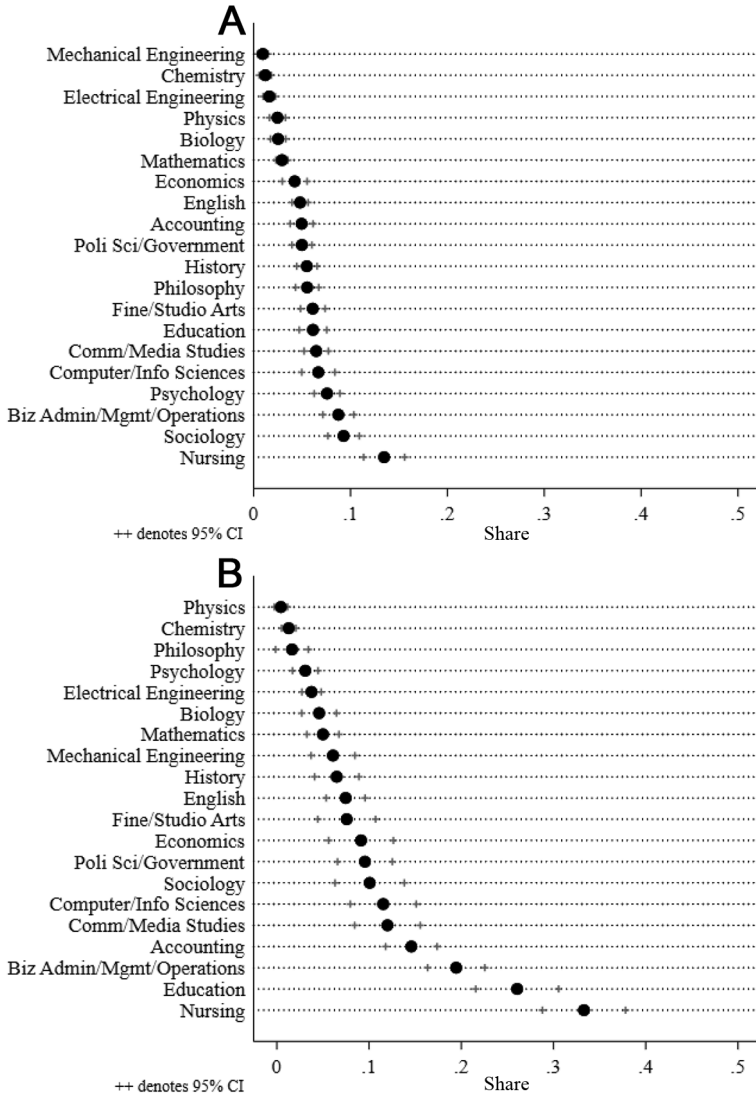 A
Mechanical Engineering
Chemistry
Electrical Engineering
Physics
Biology
Mathematics
Economics
English
Accounting
Poli Sci/Government
History
Philosophy
Fine/Studio Arts
Education
Comm/Media Studies
Computer/Info Sciences
Psychology
Biz Admin/Mgmt/Operations
Sociology
Nursing
0 .1 .2 .3 .4 .5
++ denotes 95% CI Share
B
Physics
Chemistry
Philosophy
Psychology
Electrical Engineering
Biology
Mathematics
Mechanical Engineering
History
English
Fine/Studio Arts
Economics
Poli Sci/Government
Sociology
Computer/Info Sciences
Comm/Media Studies
Accounting
Biz Admin/Mgmt/Operations
Education
Nursing
0 .1 .2 .3 .4 .5
++ denotes 95% CI Share